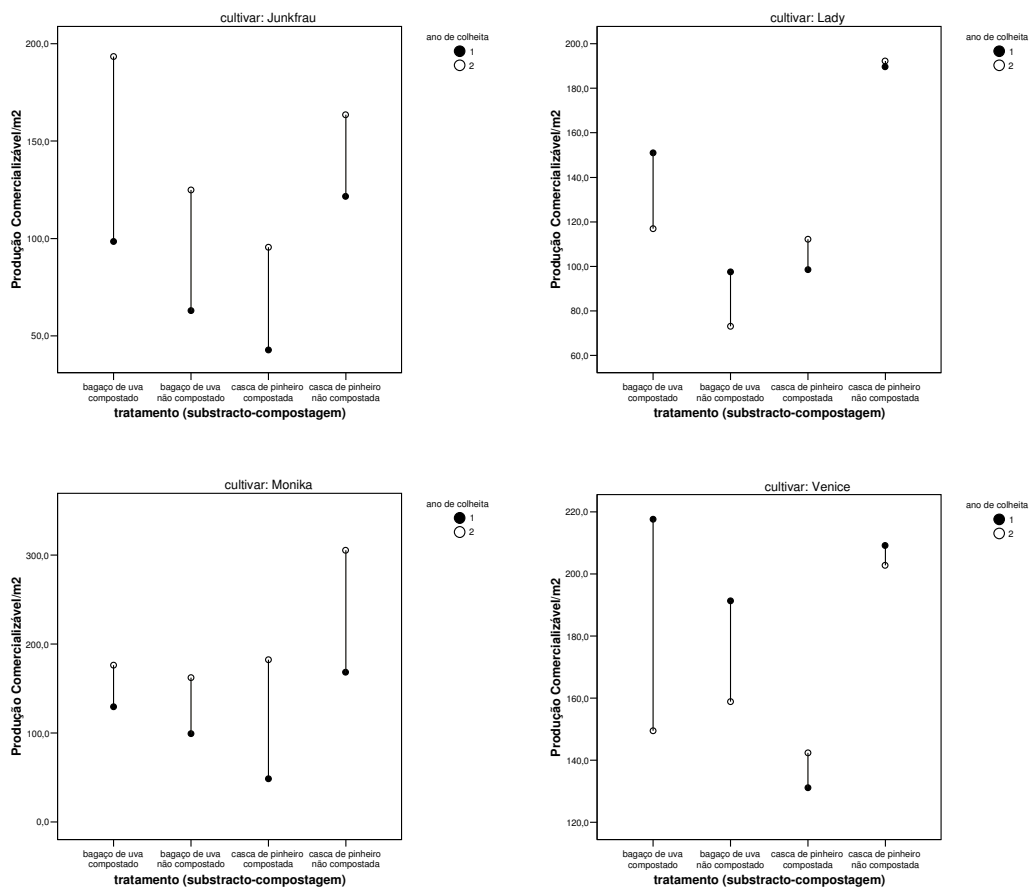 cultivar: Junkfrau
ano de colheita
1
2
200,0
150,0
100,0
50,0
Produção Comercializável/m2
bagaço de uva compostado
bagaço de uva não compostado
casca de pinheiro compostada
casca de pinheiro não compostada
tratamento (substracto-compostagem)
cultivar: Lady
ano de colheita
1
2
200,0
180,0
160,0
140,0
120,0
100,0
80,0
60,0
Produção Comercializável/m2
bagaço de uva compostado
bagaço de uva não compostado
casca de pinheiro compostada
casca de pinheiro não compostada
tratamento (substracto-compostagem)
cultivar: Monika
ano de colheita
1
2
300,0
200,0
100,0
0,0
Produção Comercializável/m2
bagaço de uva compostado
bagaço de uva não compostado
casca de pinheiro compostada
casca de pinheiro não compostada
tratamento (substracto-compostagem)
cultivar: Venice
ano de colheita
1
2
220,0
200,0
180,0
160,0
140,0
120,0
Produção Comercializável/m2
bagaço de uva compostado
bagaço de uva não compostado
casca de pinheiro compostada
casca de pinheiro não compostada
tratamento (substracto-compostagem)